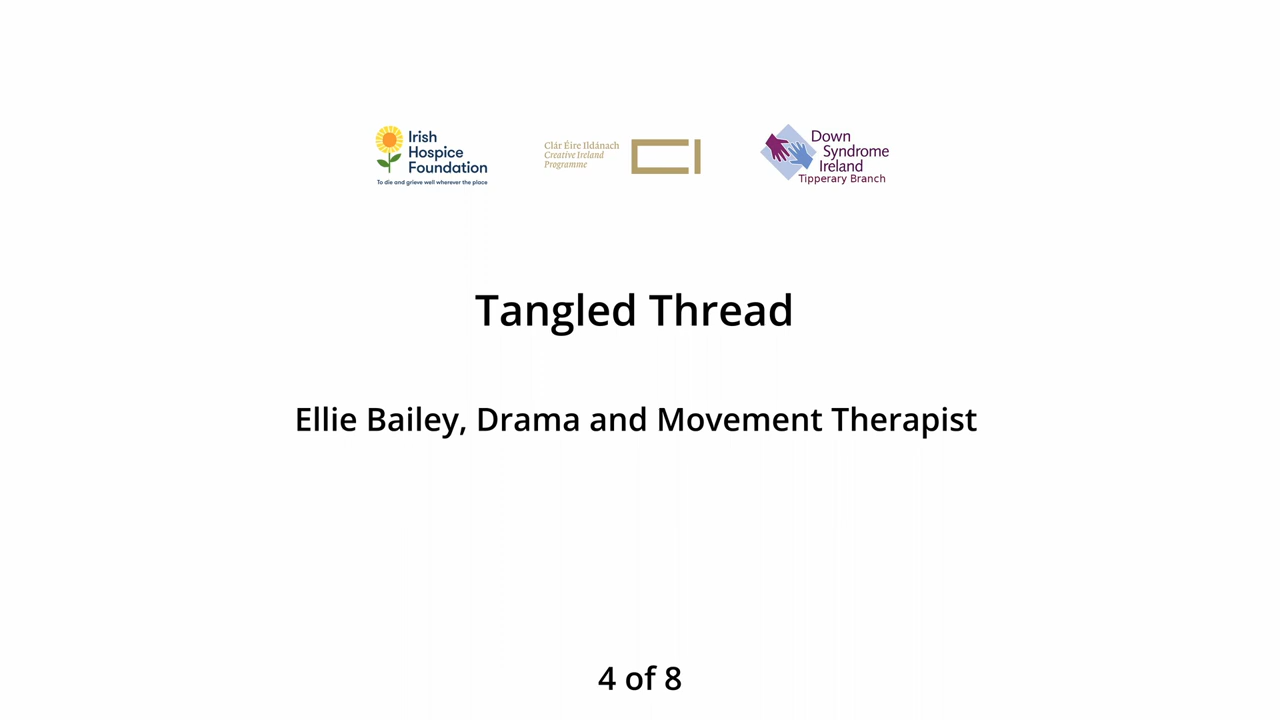 Irish
Hospice
Foundation
To die and grieve well wherever the place
Clár Éire Ildánach
Creative Ireland
Programme
Down
Syndrome
Ireland
Tipperary Branch
Tangled Thread
Ellie Bailey, Drama and Movement Therapist
4 of 8